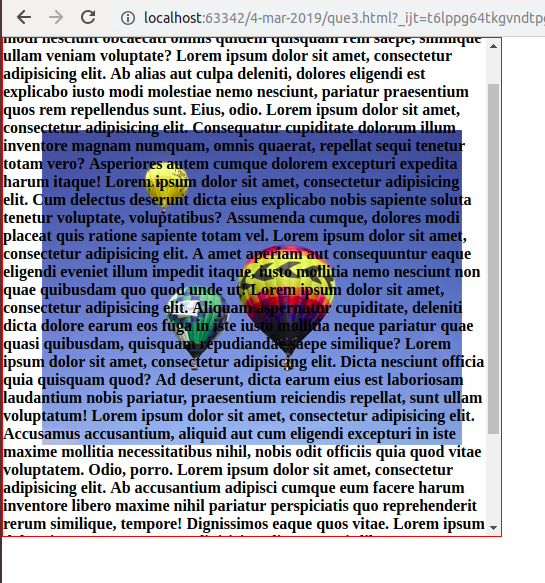 localhost:63342/4-mar-2019/que3.html?_ijt=t6lppg64tkgvndtpg
modi nesciunt obcaecati omnis quidem quisquam rem saepe, similique
ullam veniam voluptate? Lorem ipsum dolor sit amet, consectetur
adipisicing elit. Ab alias aut culpa deleniti, dolores eligendi est
explicabo iusto modi molestiae nemo nesciunt, pariatur praesentium
quos rem repellendus sunt. Eius, odio. Lorem ipsum dolor sit amet,
consectetur adipisicing elit. Consequatur cupiditate dolorum illum
inventore magnam numquam, omnis quaerat, repellat sequi tenetur
totam vero? Asperiores autem cumque dolorem excepturi expedita
harum itaque! Lorem ipsum dolor sit amet, consectetur adipisicing
elit. Cum delectus deserunt dicta eius explicabo nobis sapiente soluta
tenetur voluptate, voluptatibus? Assumenda cumque, dolores modi
placeat quis ratione sapiente totam vel. Lorem ipsum dolor sit amet,
consectetur adipisicing elit. A amet aperiam aut consequuntur eaque
eligendi eveniet illum impedit itaque, iusto mollitia nemo nesciunt non
quae quibusdam quo quod unde ut! Lorem ipsum dolor sit amet,
consectetur adipisicing elit. Aliquam aspernatur cupiditate, deleniti
dicta dolore earum eos fuga in iste iusto mollitia neque pariatur quae
quasi quibusdam, quisquam repudiandae saepe similique? Lorem
ipsum dolor sit amet, consectetur adipisicing elit. Dicta nesciunt officia
quia quisquam quod? Ad deserunt, dicta earum eius est laboriosam
laudantium nobis pariatur, praesentium reiciendis repellat, sunt ullam
voluptatum! Lorem ipsum dolor sit amet, consectetur adipisicing elit.
Accusamus accusantium, aliquid aut cum eligendi excepturi in iste
maxime mollitia necessitatibus nihil, nobis odit officiis quia quod vitae
voluptatem. Odio, porro. Lorem ipsum dolor sit amet, consectetur
adipisicing elit. Ab accusantium adipisci cumque eum facere harum
inventore libero maxime nihil pariatur perspiciatis quo reprehenderit
rerum similique, tempore! Dignissimos eaque quos vitae. Lorem ipsum